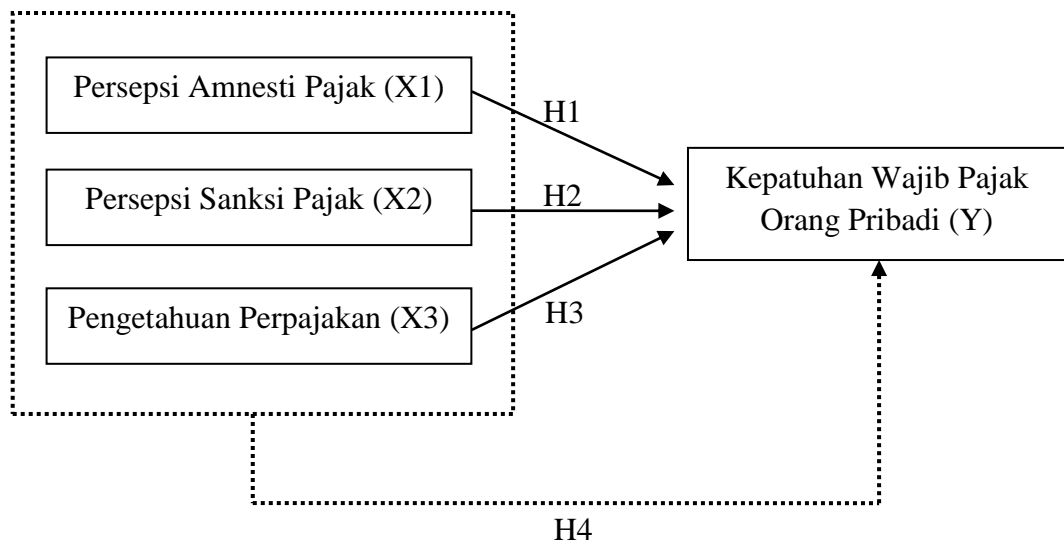 Persepsi Amnesti Pajak (X1)
H1
Persepsi Sanksi Pajak (X2)
H2
Kepatuhan Wajib Pajak
Orang Pribadi (Y)
Pengetahuan Perpajakan (X3)
H3
H4